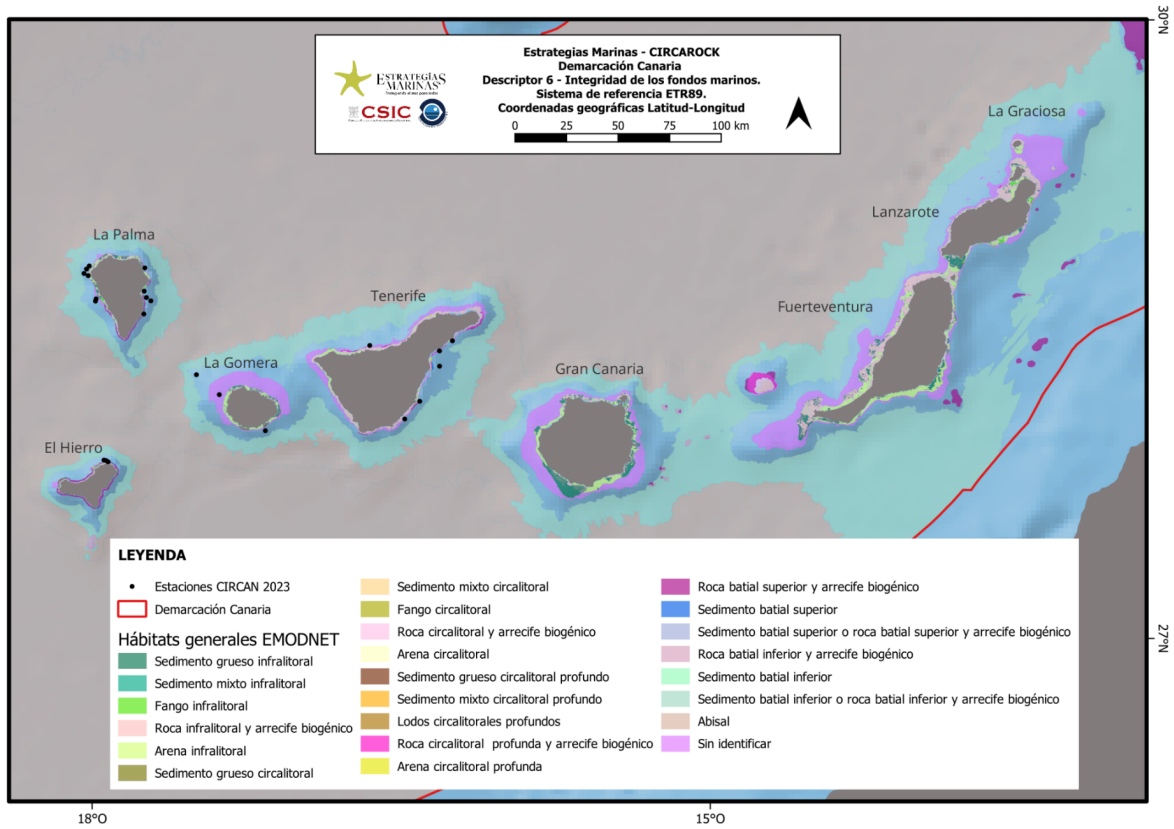 Estrategias Marinas - CIRCAROCK
Demarcación Canaria
Descriptor 6 - Integridad de los fondos marinos.
Sistema de referencia ETR89.
Coordenadas geográficas Latitud-Longitud
ESTRATEGIAS
MARINAS
CSIC
0 25 50 75 100 km
30°N
La Graciosa
Lanzarote
La Palma
Tenerife
Fuerteventura
La Gomera
Gran Canaria
El Hierro
27°N
LEYENDA
Estaciones CIRCAN 2023
Demarcación Canaria
Hábitats generales EMODNET
Sedimento grueso infralitoral
Sedimento mixto infralitoral
Fango infralitoral
Roca infralitoral y arrecife biogénico
Arena infralitoral
Sedimento grueso circalitoral
Sedimento mixto circalitoral
Fango circalitoral
Roca circalitoral y arrecife biogénico
Arena circalitoral
Sedimento grueso circalitoral profundo
Sedimento mixto circalitoral profundo
Lodos circalitorales profundos
Roca circalitoral profunda y arrecife biogénico
Arena circalitoral profunda
Roca batial superior y arrecife biogénico
Sedimento batial superior
Sedimento batial superior o roca batial superior y arrecife biogénico
Roca batial inferior y arrecife biogénico
Sedimento batial inferior
Sedimento batial inferior o roca batial inferior y arrecife biogénico
Abisal
Sin identificar
18°O
15°O